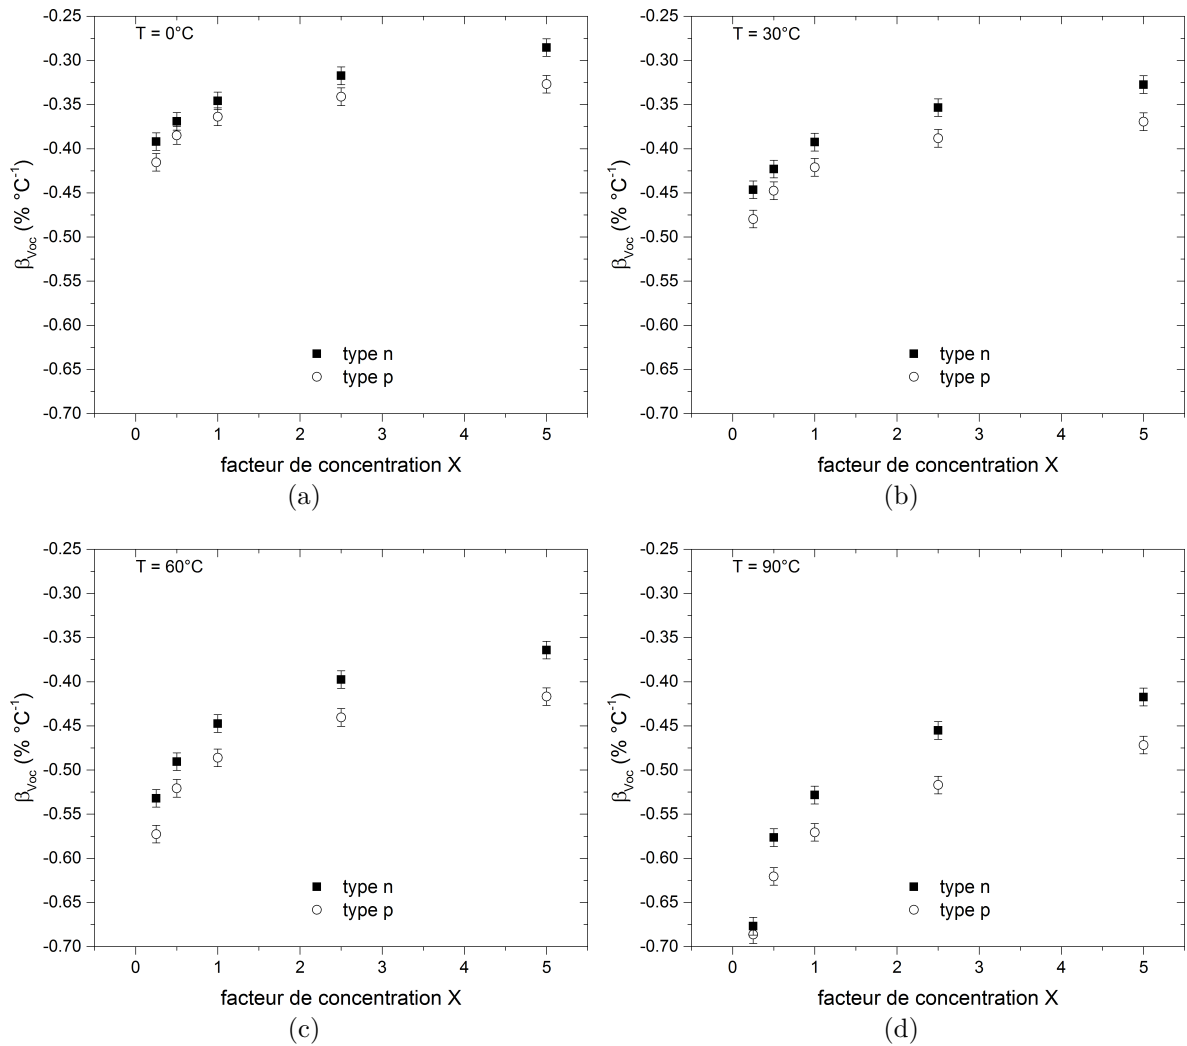 T = 0°C
-0.25
-0.30
-0.35
-0.40
-0.45
-0.50
-0.55
-0.60
-0.65
-0.70
βVoc (% °C-1)
type n
type p
0 1 2 3 4 5
facteur de concentration X
(a)
T = 30°C
-0.25
-0.30
-0.35
-0.40
-0.45
-0.50
-0.55
-0.60
-0.65
-0.70
βVoc (% °C-1)
type n
type p
0 1 2 3 4 5
facteur de concentration X
(b)
T = 60°C
-0.25
-0.30
-0.35
-0.40
-0.45
-0.50
-0.55
-0.60
-0.65
-0.70
βVoc (% °C-1)
type n
type p
0 1 2 3 4 5
facteur de concentration X
(c)
T = 90°C
-0.25
-0.30
-0.35
-0.40
-0.45
-0.50
-0.55
-0.60
-0.65
-0.70
βVoc (% °C-1)
type n
type p
0 1 2 3 4 5
facteur de concentration X
(d)